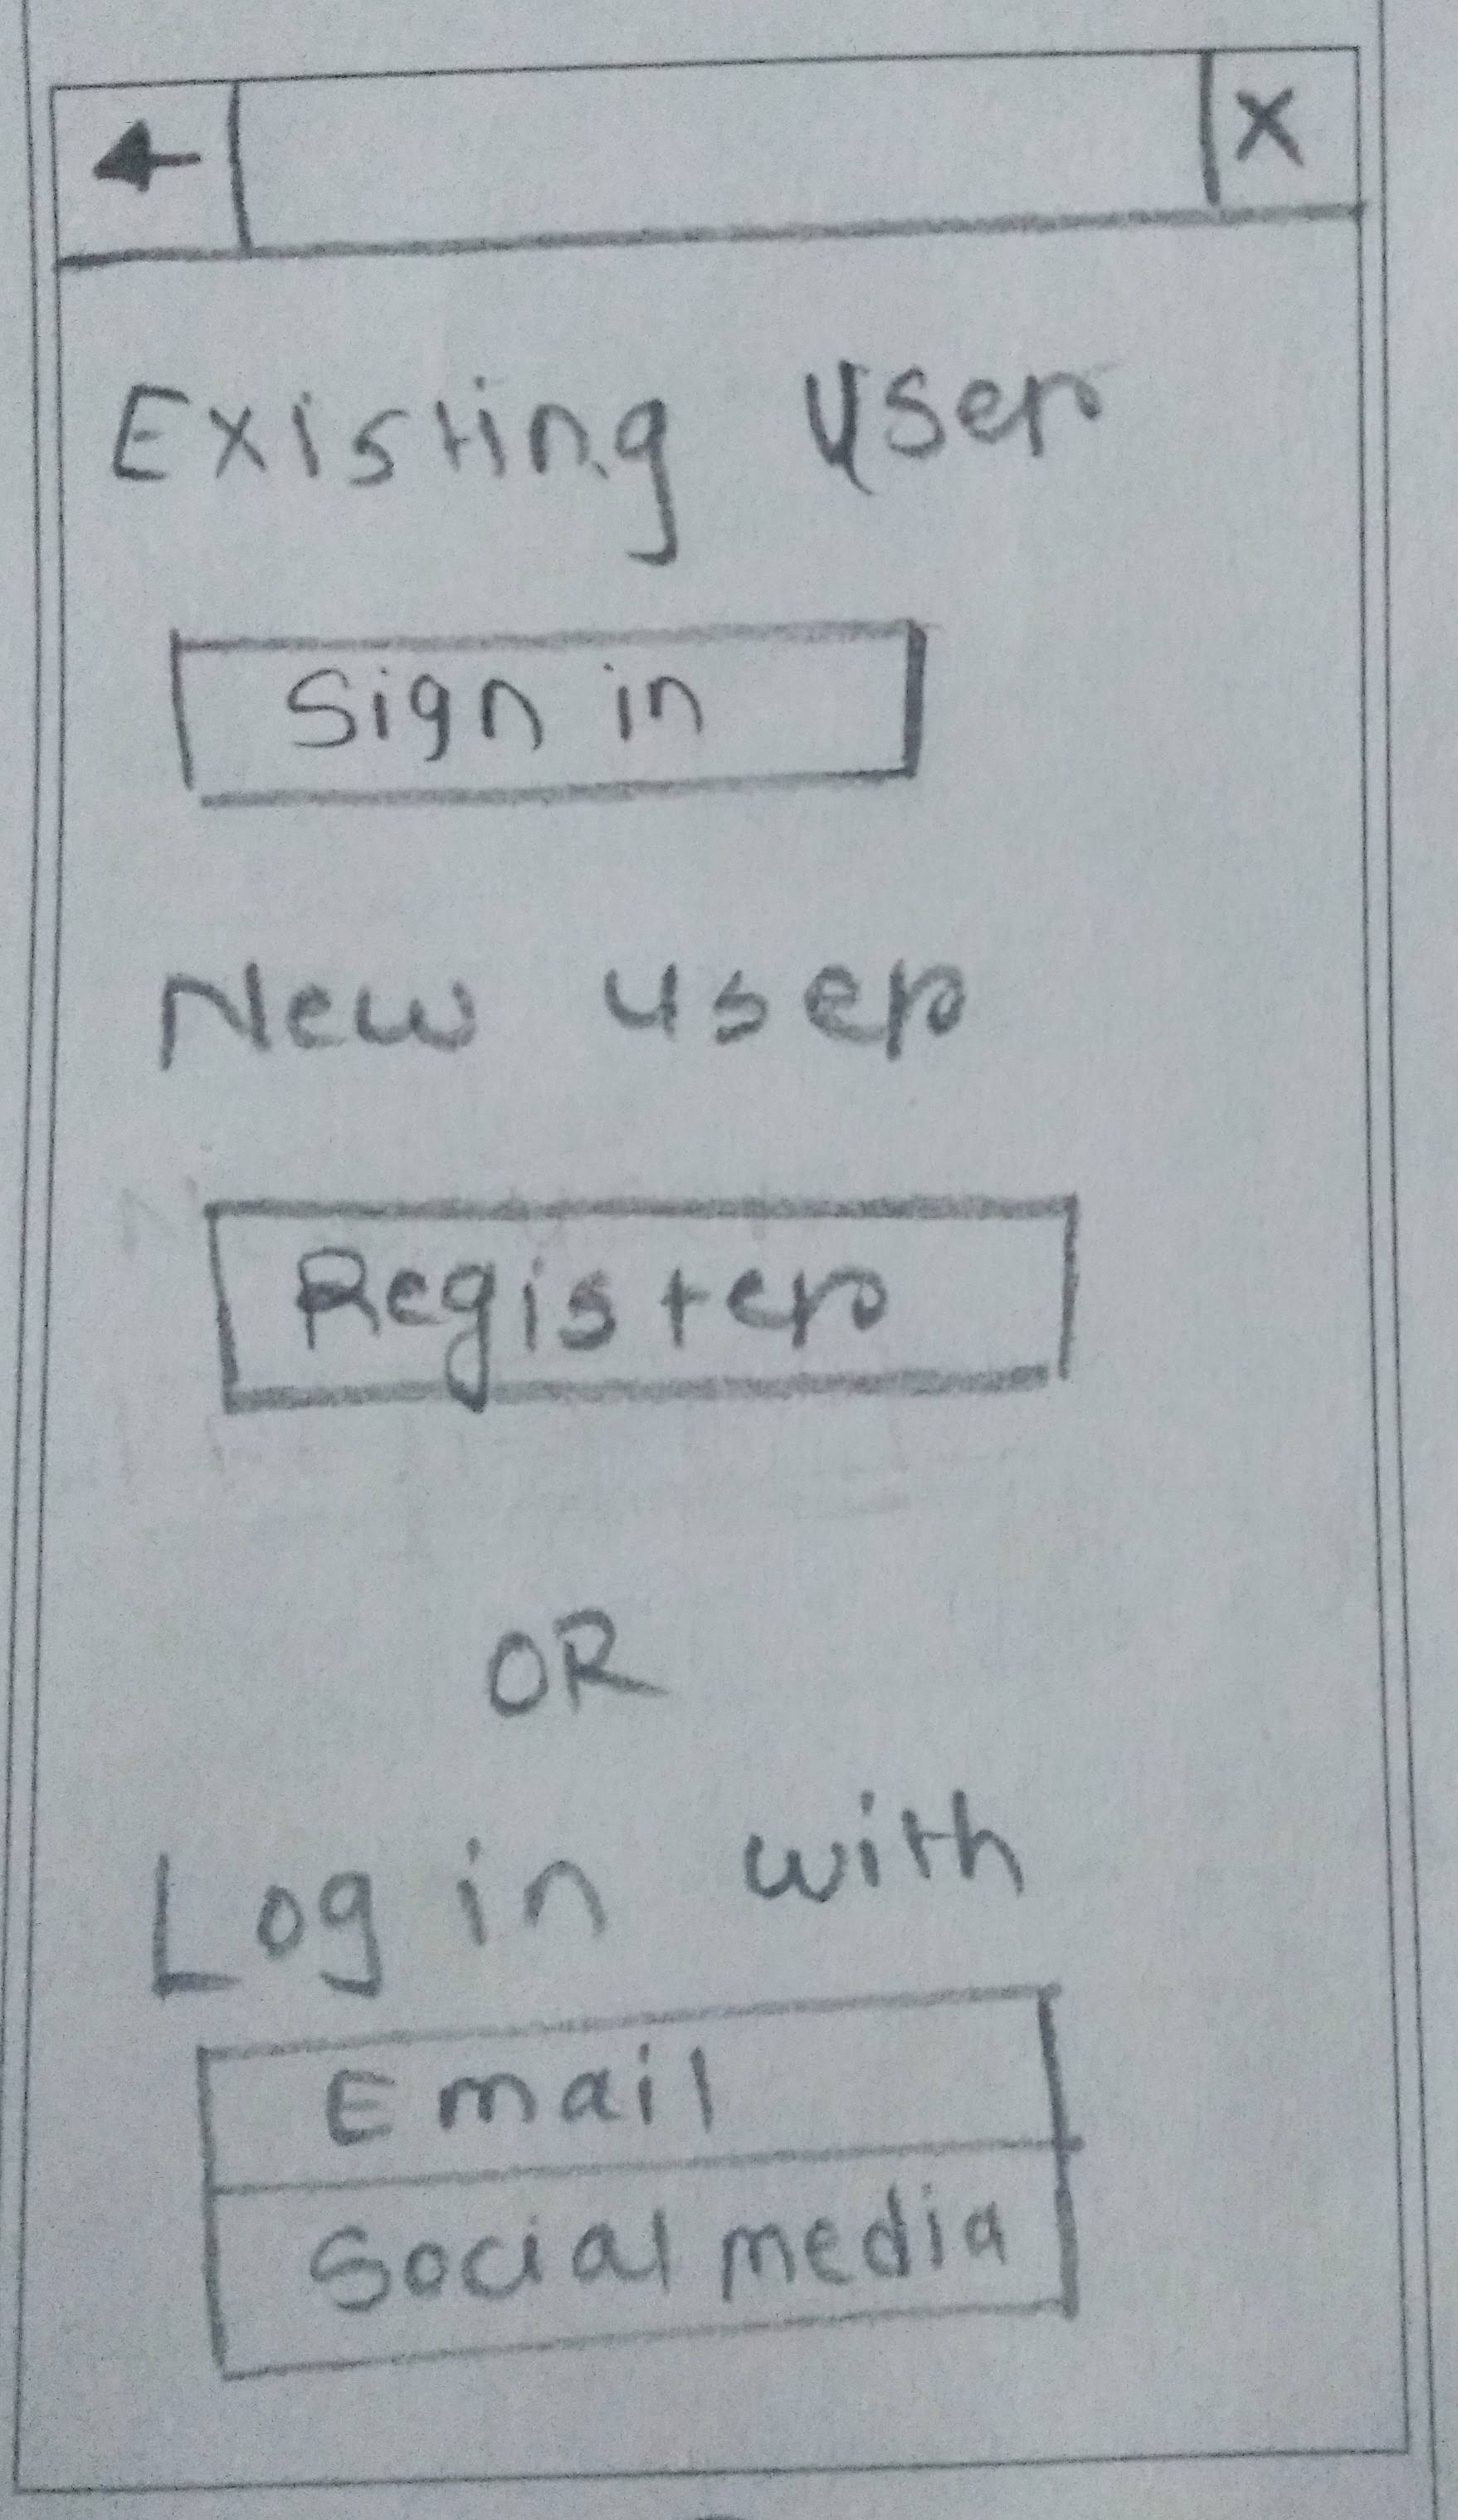 X
Existing user
Sign in
New user
Register
OR
Log in with
Email
Social media